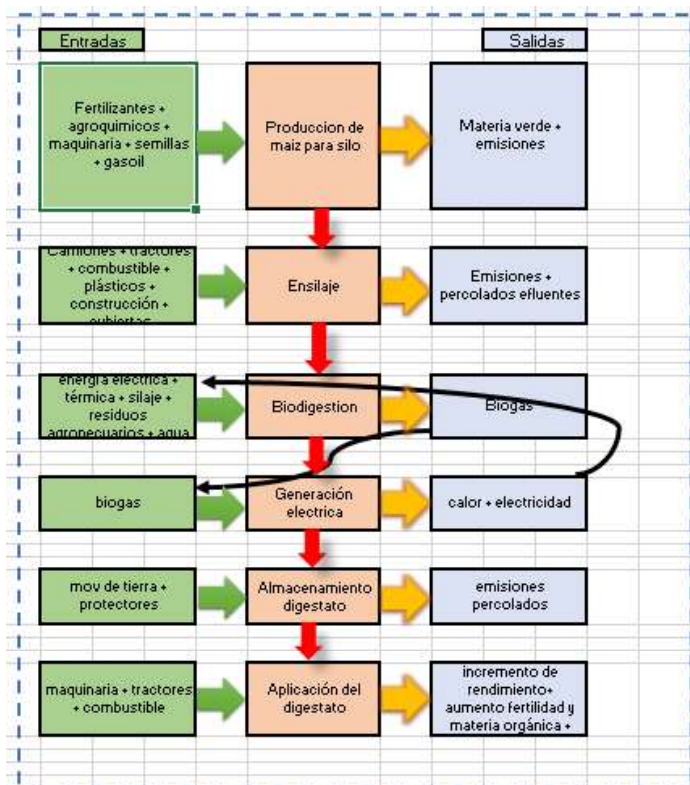 Entradas
Salidas
Fertilizantes +
agroquimicos +
maquinaria + semillas
+ gasoil
Produccion de
maiz para silo
Materia verde +
emisiones
Camiones + tractores
+ combustible +
plásticos +
construcción +
cubiertas
Ensilaje
Emisiones +
percolados efluentes
energía eléctrica +
térmica + silaje +
residuos
agropecuarios + agua
Biodigestion
Biogas
biogas
Generación
electrica
calor + electricidad
mov de tierra +
protectores
Almacenamiento
digestato
emisiones
percolados
maquinaria + tractores
+ combustible
Aplicación del
digestato
incremento de
rendimiento+
aumento fertilidad y
materia orgánica +